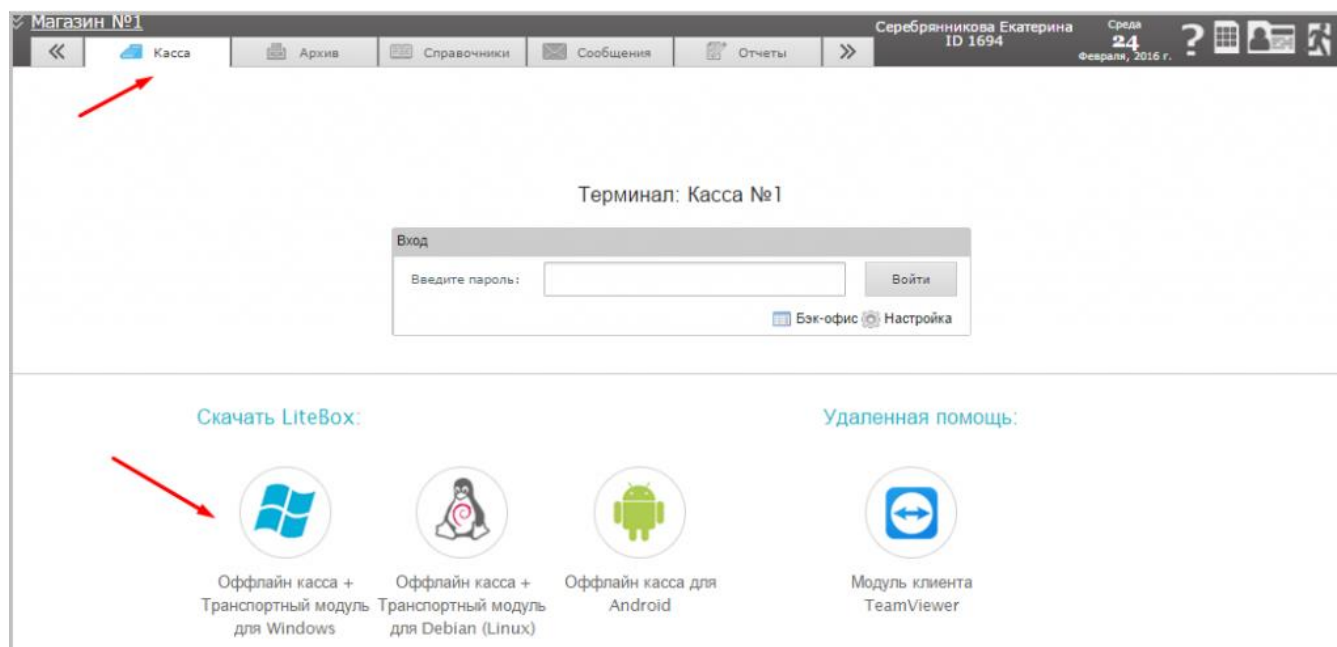 Магазин №1
Серебрянникова Екатерина
ID 1694
Среда
24
Февраля, 2016 г.
?
Касса
Архив
Справочники
Сообщения
Отчеты
Терминал: Касса №1
Вход
Введите пароль:
Войти
Бэк-офис
Настройка
Скачать LiteBox:
Удаленная помощь:
Оффлайн касса +
Транспортный модуль
для Windows
Оффлайн касса +
Транспортный модуль
для Debian (Linux)
Оффлайн касса для
Android
Модуль клиента
TeamViewer